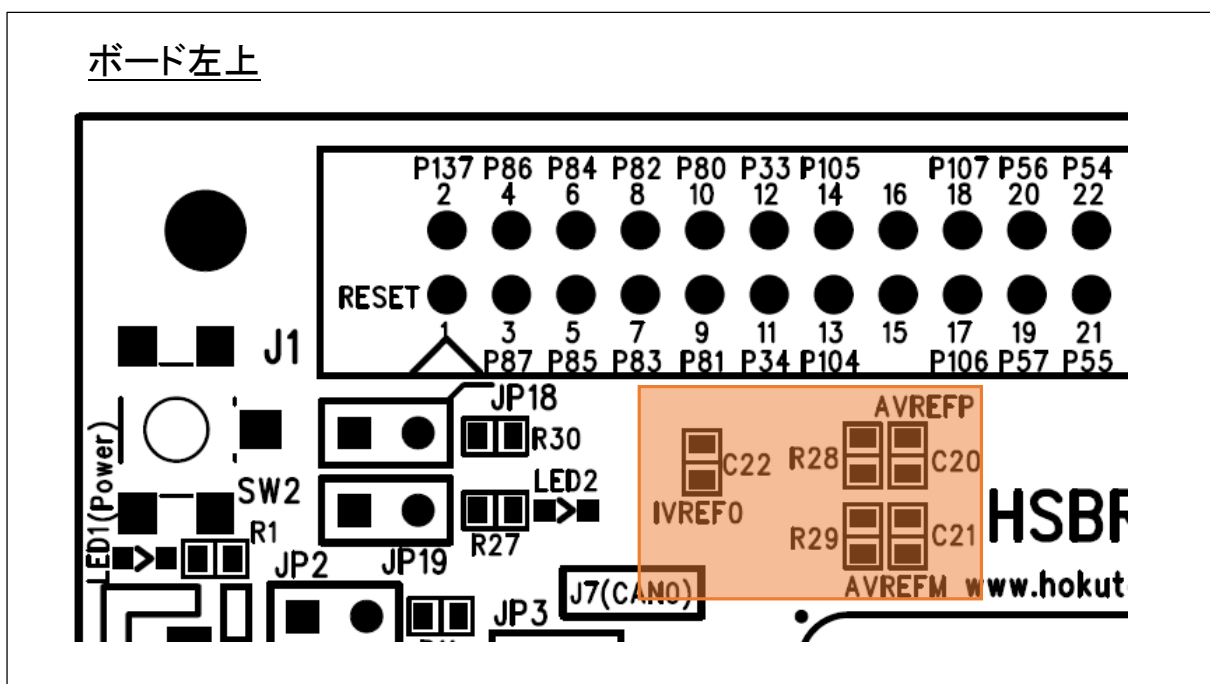 ボード左上
P137 P86 P84 P82 P80 P33 P105 P107 P56 P54
2 4 6 8 10 12 14 16 18 20 22
RESET
1 3 5 7 9 11 13 15 17 19 21
J1
P87 P85 P83 P81 P34 P104 P106 P57 P55
JP18
AVREFP
R30
C22 R28 C20
LED2
SW2
IVREF0
HSBR
LED1(Power)
R1
R27
R29 C21
JP2 JP19
J7(CAN0)
AVREFM www.hokut
JP3